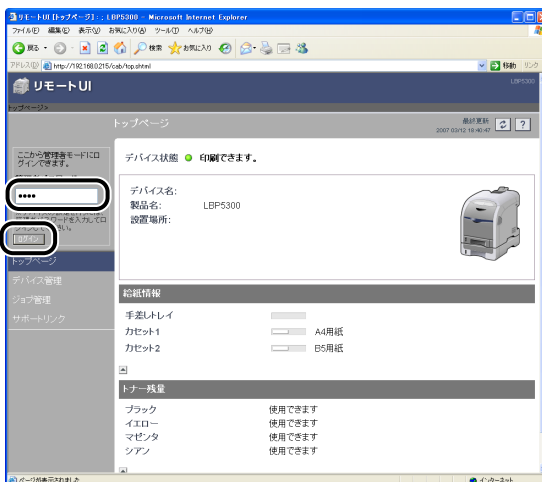 リモートUI [トップページ] : ; LBP5300 - Microsoft Internet Explorer
ファイル(F) 編集(E) 表示(V) お気に入り(A) ツール(T) ヘルプ(H)
戻る 検索 お気に入り
アドレス(D) http://192.168.0.215/cab/top.shtml 移動 リンク
リモートUI LBP5300
トップページ>
トップページ 最終更新 2007 03/12 18:40:47
ここから管理者モードにログインできます。
****
ログイン
トップページ
デバイス管理
ジョブ管理
サポートリンク
デバイス状態 印刷できます。
デバイス名:
製品名: LBP5300
設置場所:
給紙情報
手差しトレイ
カセット1 A4用紙
カセット2 B5用紙
トナー残量
ブラック 使用できます
イエロー 使用できます
マゼンタ 使用できます
シアン 使用できます
ページが表示されました インターネット